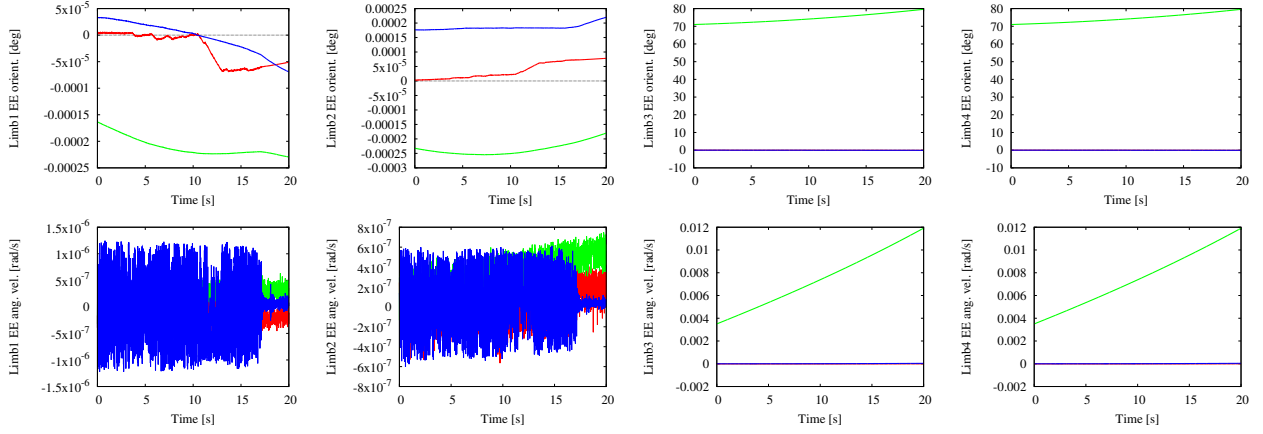 Limb1 EE orient. [deg]
5x10-5
0
-5x10-5
-0.0001
-0.00015
-0.0002
-0.00025
0 5 10 15 20
Time [s]
Limb2 EE orient. [deg]
0.00025
0.0002
0.00015
0.0001
5x10-5
0
-5x10-5
-0.0001
-0.00015
-0.0002
-0.00025
-0.0003
0 5 10 15 20
Time [s]
Limb3 EE orient. [deg]
80
70
60
50
40
30
20
10
0
-10
0 5 10 15 20
Time [s]
Limb4 EE orient. [deg]
80
70
60
50
40
30
20
10
0
-10
0 5 10 15 20
Time [s]
Limb1 EE ang. vel. [rad/s]
1.5x10-6
1x10-6
5x10-7
0
-5x10-7
-1x10-6
-1.5x10-6
0 5 10 15 20
Time [s]
Limb2 EE ang. vel. [rad/s]
8x10-7
6x10-7
4x10-7
2x10-7
0
-2x10-7
-4x10-7
-6x10-7
-8x10-7
0 5 10 15 20
Time [s]
Limb3 EE ang. vel. [rad/s]
0.012
0.01
0.008
0.006
0.004
0.002
0
-0.002
0 5 10 15 20
Time [s]
Limb4 EE ang. vel. [rad/s]
0.012
0.01
0.008
0.006
0.004
0.002
0
-0.002
0 5 10 15 20
Time [s]